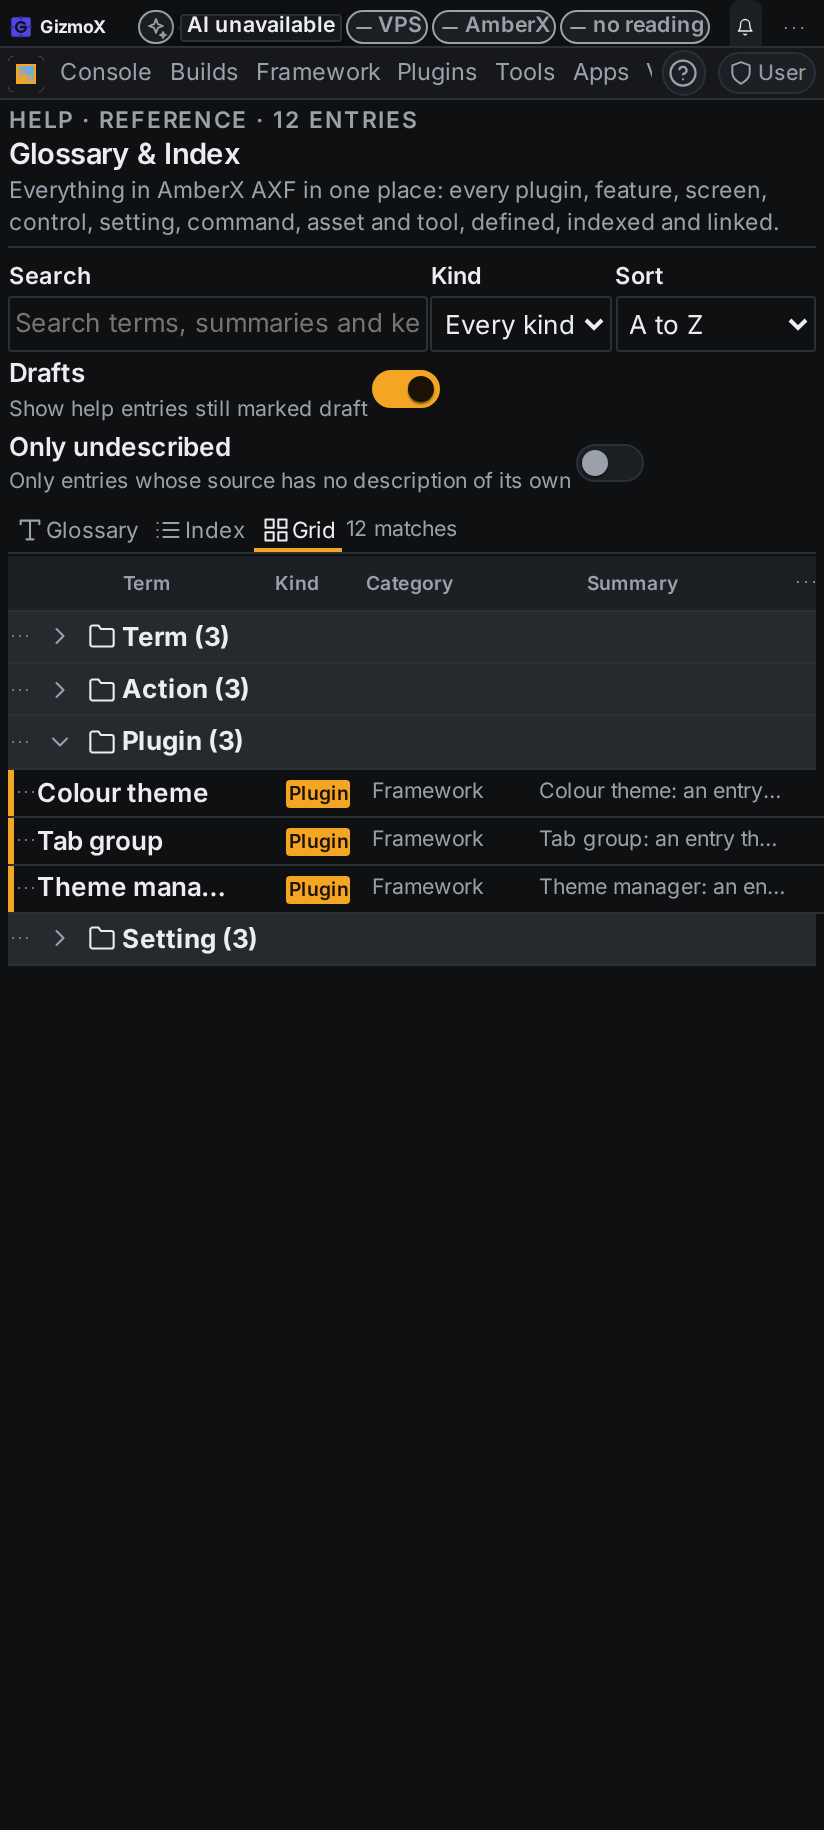 GizmoX AI unavailable — VPS — AmberX — no reading ...
Console Builds Framework Plugins Tools Apps User
HELP · REFERENCE · 12 ENTRIES
Glossary & Index
Everything in AmberX AXF in one place: every plugin, feature, screen,
control, setting, command, asset and tool, defined, indexed and linked.
Search Kind Sort
Search terms, summaries and ke Every kind A to Z
Drafts
Show help entries still marked draft
Only undescribed
Only entries whose source has no description of its own
Glossary Index Grid 12 matches
Term Kind Category Summary ...
... Term (3)
... Action (3)
... Plugin (3)
... Colour theme Plugin Framework Colour theme: an entry...
... Tab group Plugin Framework Tab group: an entry th...
... Theme mana... Plugin Framework Theme manager: an en...
... Setting (3)